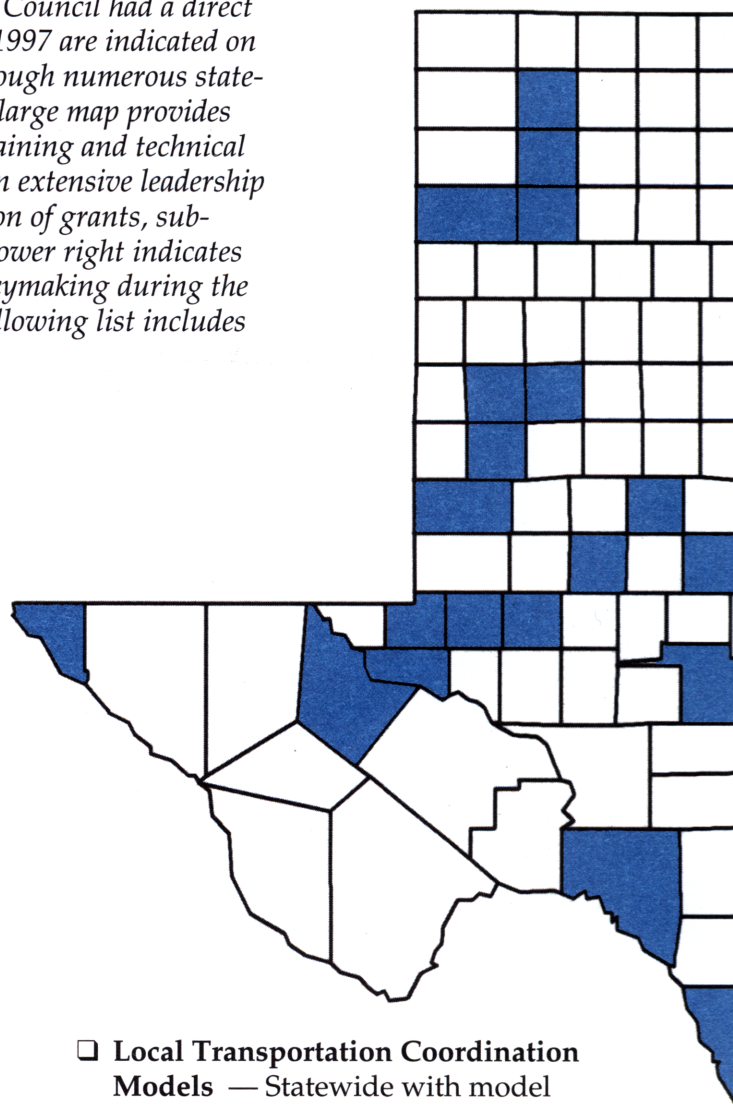 Council had a direct
1997 are indicated on
ough numerous state-
large map provides
aining and technical
n extensive leadership
on of grants, sub-
ower right indicates
cymaking during the
llowing list includes
❑ Local Transportation Coordination
Models — Statewide with model